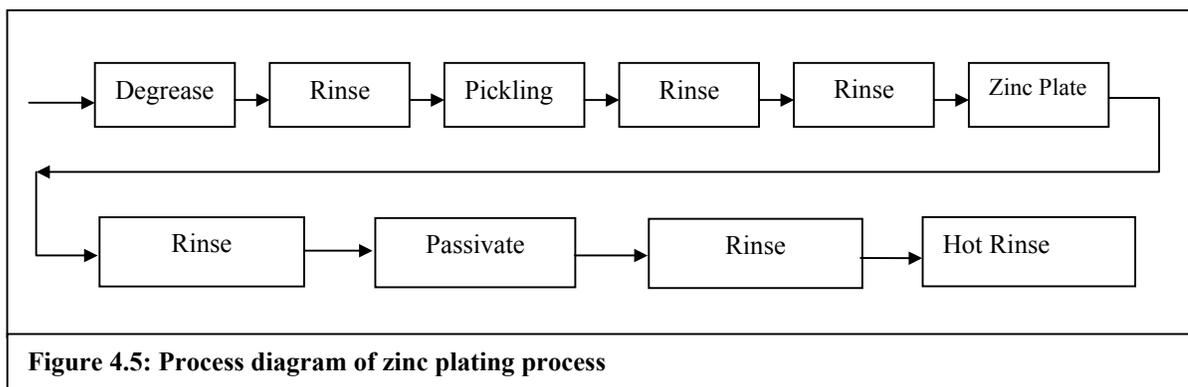 Degrease
Rinse
Pickling
Rinse
Rinse
Zinc Plate
Rinse
Passivate
Rinse
Hot Rinse
Figure 4.5: Process diagram of zinc plating process